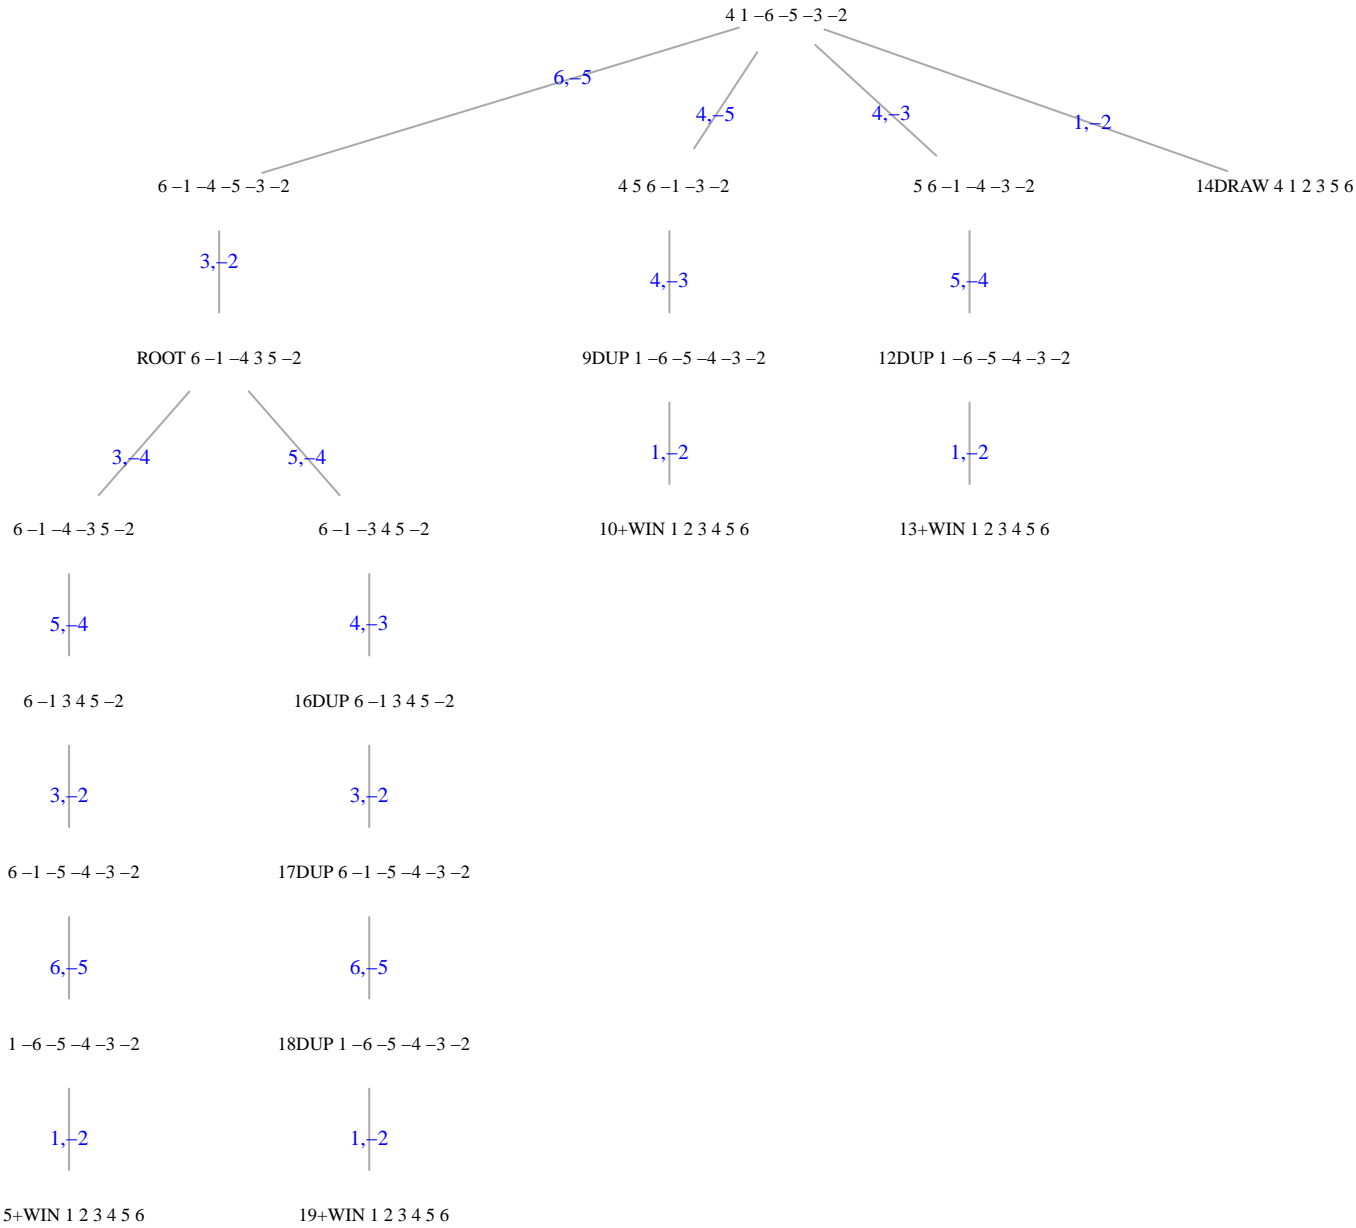 4 1 –6 –5 –3 –2
6,–5
4,–5
4,–3
1,–2
6 –1 –4 –5 –3 –2
4 5 6 –1 –3 –2
5 6 –1 –4 –3 –2
14DRAW 4 1 2 3 5 6
3,–2
4,–3
5,–4
ROOT 6 –1 –4 3 5 –2
9DUP 1 –6 –5 –4 –3 –2
12DUP 1 –6 –5 –4 –3 –2
3,–4
5,–4
1,–2
1,–2
6 –1 –4 –3 5 –2
6 –1 –3 4 5 –2
10+WIN 1 2 3 4 5 6
13+WIN 1 2 3 4 5 6
5,–4
4,–3
6 –1 3 4 5 –2
16DUP 6 –1 3 4 5 –2
3,–2
3,–2
6 –1 –5 –4 –3 –2
17DUP 6 –1 –5 –4 –3 –2
6,–5
6,–5
1 –6 –5 –4 –3 –2
18DUP 1 –6 –5 –4 –3 –2
1,–2
1,–2
5+WIN 1 2 3 4 5 6
19+WIN 1 2 3 4 5 6